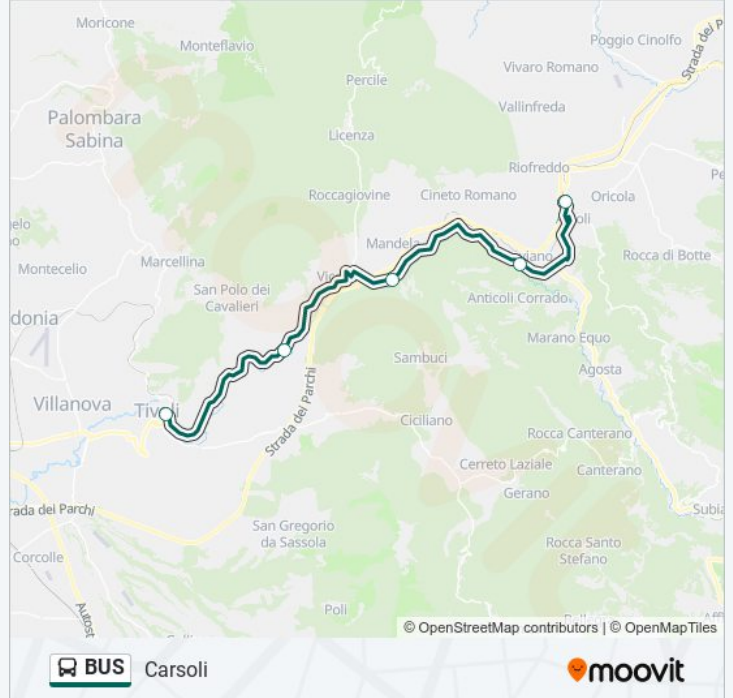 Moricone
Monteflavio
Poggio Cinolfo
Strada dei P
Vivaro Romano
Percile
Palombara
Sabina
Vallinfreda
Licenza
Riofreddo
Roccagiovine
Cineto Romano
Oricola
Mandela
Rocca di Botte
Marcellina
Montecelio
San Polo dei
Cavalieri
Anticoli Corrado
donia
Marano Equo
Sambuci
Agosta
Strada dei Parchi
Villanova
Tivoli
Ciciliano
Rocca Canterano
Cerreto Laziale
Canterano
Gerano
rada dei Parchi
Subia
San Gregorio
da Sassola
Rocca Santo
Stefano
Corcolle
Autost
Poli
© OpenStreetMap contributors | © OpenMapTiles
BUS Carsoli
moovit